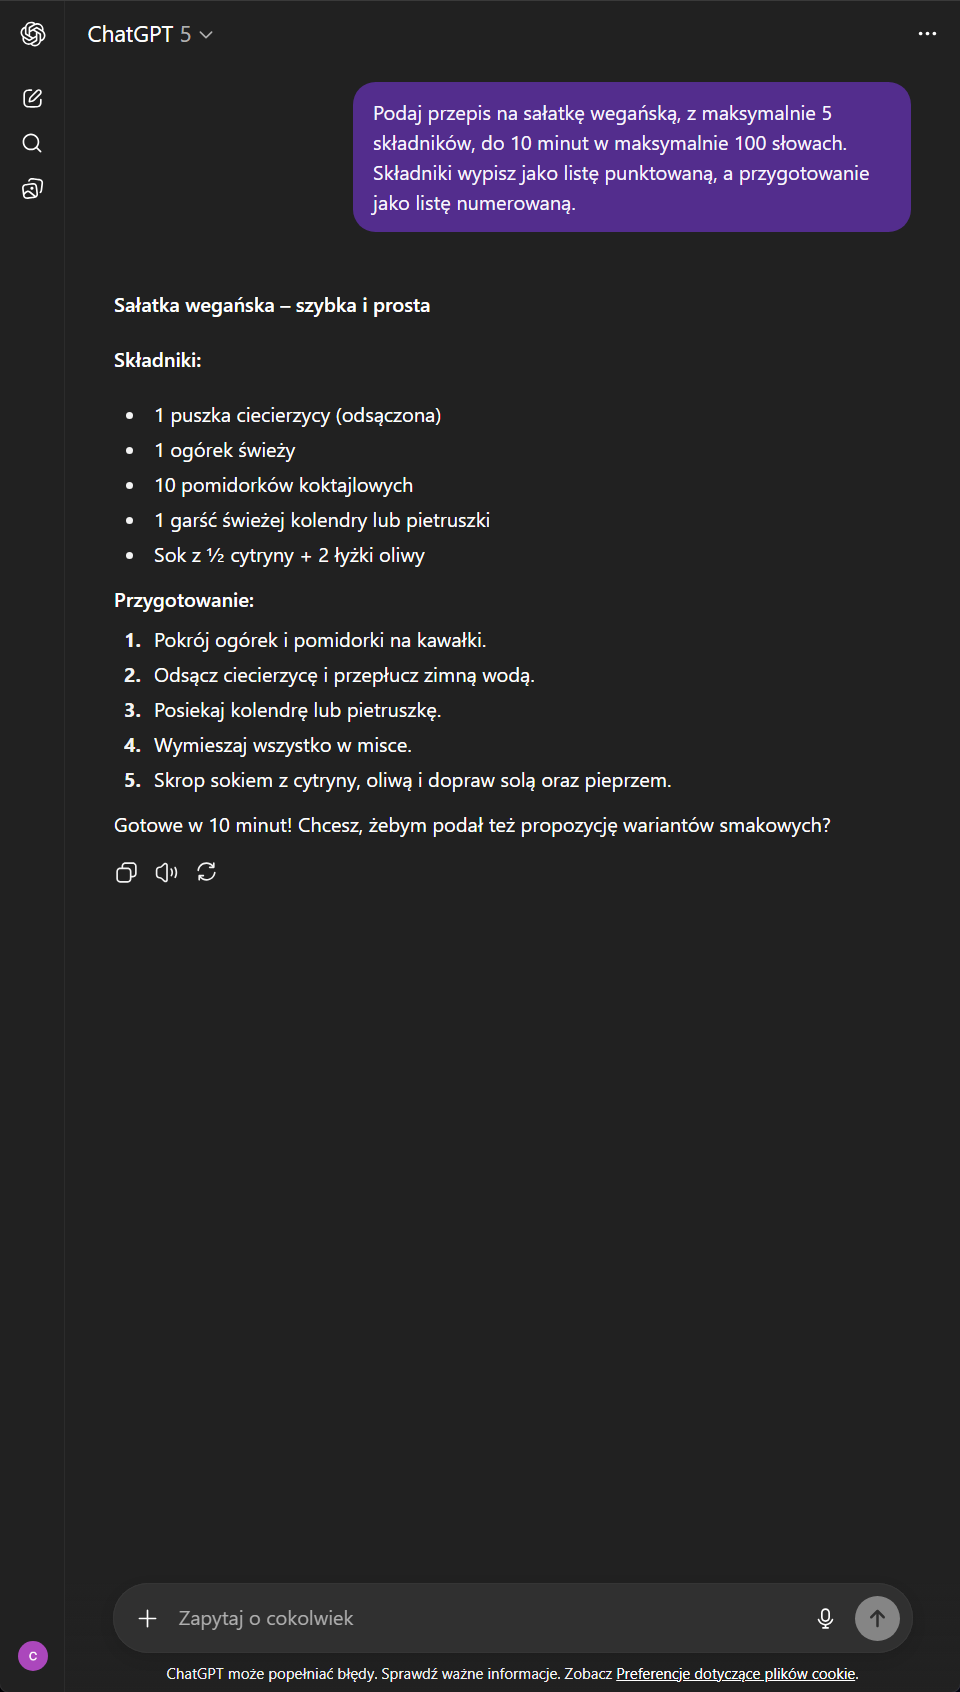 ChatGPT 5
Podaj przepis na sałatkę wegańską, z maksymalnie 5
składników, do 10 minut w maksymalnie 100 słowach.
Składniki wypisz jako listę punktowaną, a przygotowanie
jako listę numerowaną.
Sałatka wegańska – szybka i prosta
Składniki:
• 1 puszka ciecierzycy (odsączona)
• 1 ogórek świeży
• 10 pomidorków koktajlowych
• 1 garść świeżej kolendry lub pietruszki
• Sok z ½ cytryny + 2 łyżki oliwy
Przygotowanie:
1. Pokrój ogórek i pomidorki na kawałki.
2. Odsącz ciecierzycę i przepłucz zimną wodą.
3. Posiekaj kolendrę lub pietruszkę.
4. Wymieszaj wszystko w misce.
5. Skrop sokiem z cytryny, oliwą i dopraw solą oraz pieprzem.
Gotowe w 10 minut! Chcesz, żebym podał też propozycję wariantów smakowych?
Zapytaj o cokolwiek
C
ChatGPT może popełniać błędy. Sprawdź ważne informacje. Zobacz Preferencje dotyczące plików cookie.